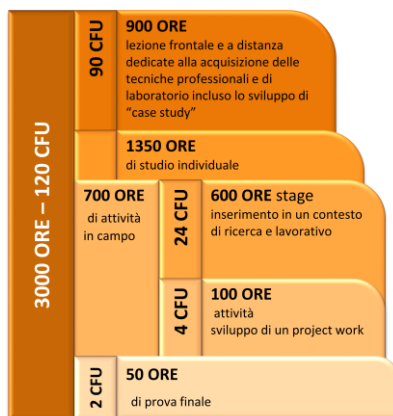 3000 ORE – 120 CFU
90 CFU
900 ORE
lezione frontale e a distanza
dedicate alla acquisizione delle
tecniche professionali e di
laboratorio incluso lo sviluppo di
“case study”
1350 ORE
di studio individuale
700 ORE
di attività
in campo
24 CFU
600 ORE stage
inserimento in un contesto
di ricerca e lavorativo
4 CFU
100 ORE
attività
sviluppo di un project work
2 CFU
50 ORE
di prova finale